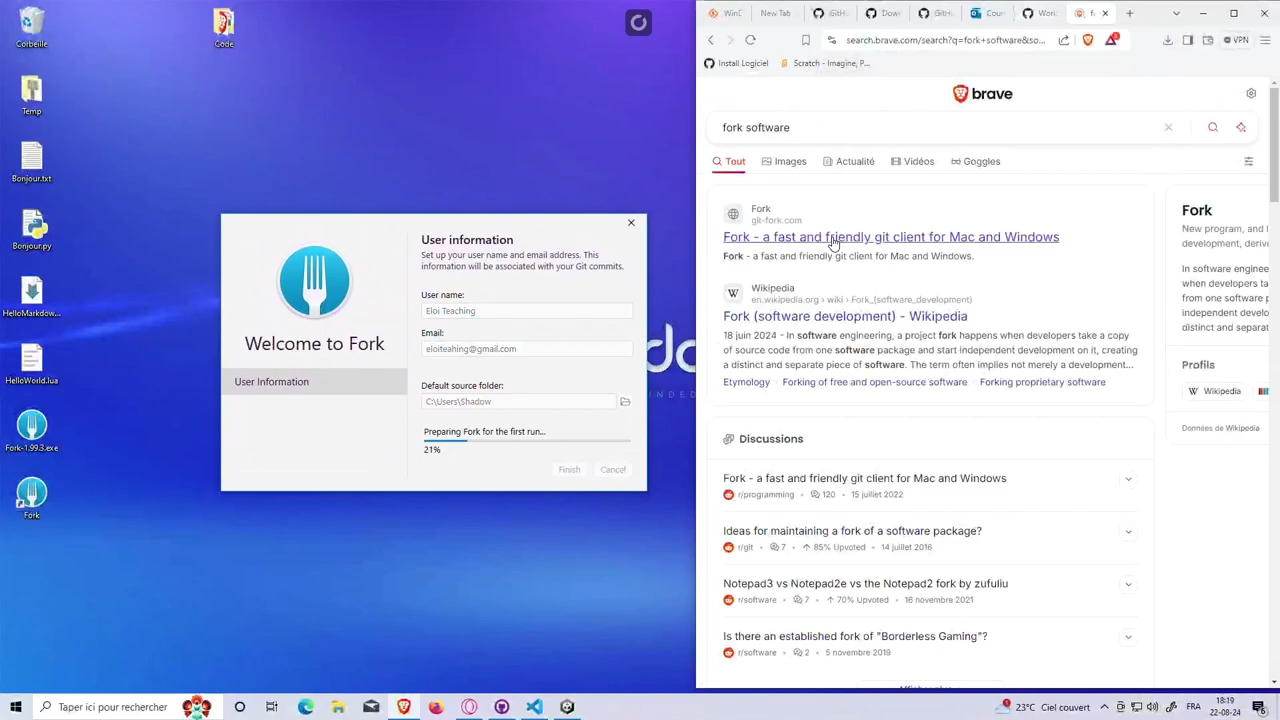 Corbeille
Code
Temp
Bonjour.txt
Bonjour.py
HelloMarkdow...
HelloWorld.lua
Fork-1.99.3.exe
Fork
Welcome to Fork
User Information
User information
Set up your user name and email address. This
information will be associated with your Git commits.
User name:
Eloi Teaching
Email:
eloiteahing@gmail.com
Default source folder:
C:\Users\Shadow
Preparing Fork for the first run...
21%
Finish
Cancel
New Tab
search.brave.com/search?q=fork+software&so...
VPN
Install Logiciel
Scratch - Imagine, P...
brave
fork software
Tout
Images
Actualité
Vidéos
Goggles
Fork
git-fork.com
Fork - a fast and friendly git client for Mac and Windows
Fork - a fast and friendly git client for Mac and Windows.
Wikipedia
en.wikipedia.org › wiki › Fork_(software_development)
Fork (software development) - Wikipedia
18 juin 2024 - In software engineering, a project fork happens when developers take a copy
of source code from one software package and start independent development on it, creating
a distinct and separate piece of software. The term often implies not merely a development...
Etymology · Forking of free and open-source software · Forking proprietary software
Discussions
Fork - a fast and friendly git client for Mac and Windows
r/programming • 120 • 15 juillet 2022
Ideas for maintaining a fork of a software package?
r/git • 7 • 85% Upvoted • 14 juillet 2016
Notepad3 vs Notepad2e vs the Notepad2 fork by zufuliu
r/software • 7 • 70% Upvoted • 16 novembre 2021
Is there an established fork of "Borderless Gaming"?
r/software • 2 • 5 novembre 2019
Fork
New program, and
development, deriv
In software enginee
when developers ta
from one software p
independent develo
distinct and separat
Profils
Wikipedia
Données de Wikipedia
Taper ici pour rechercher
23°C Ciel couvert
FRA
18:19
22-08-24